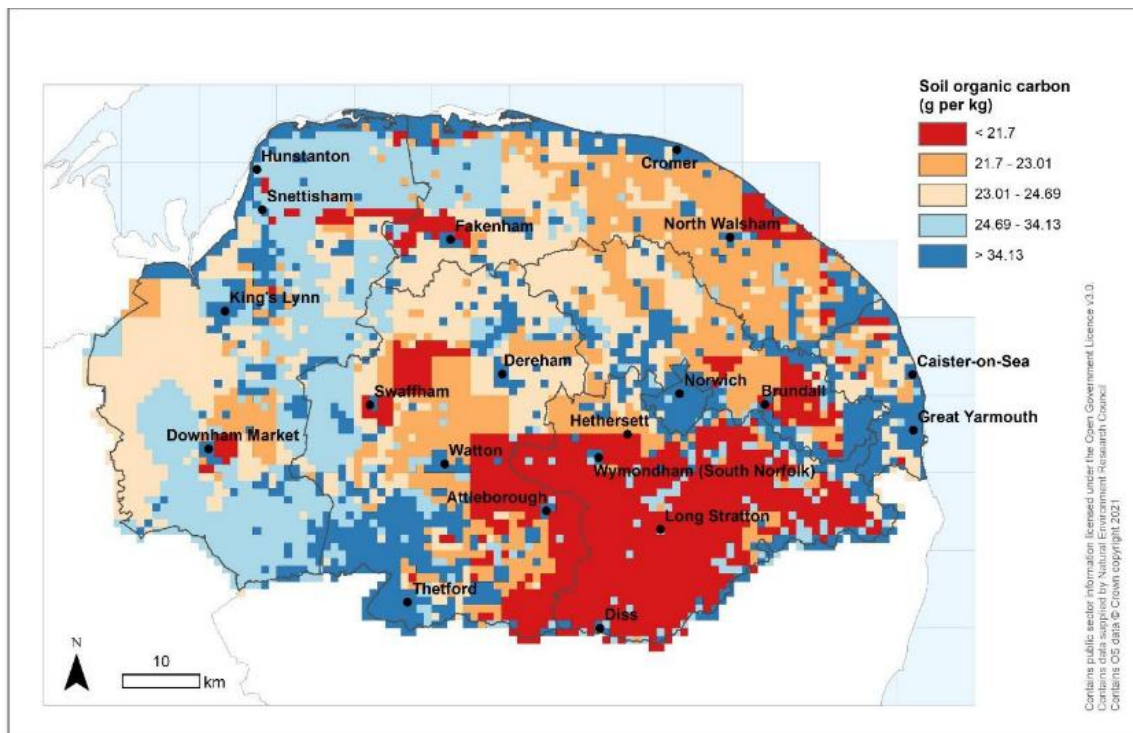 Soil organic carbon
(g per kg)
< 21.7
21.7 - 23.01
23.01 - 24.69
24.69 - 34.13
> 34.13
Hunstanton
Cromer
Snettisham
Fakenham
North Walsham
King's Lynn
Dereham
Norwich
Caister-on-Sea
Swaffham
Brundall
Hethersett
Great Yarmouth
Downham Market
Watton
Wymondham (South Norfolk)
Attleborough
Long Stratton
Thetford
Diss
N
10
km
Contains public sector information licensed under the Open Government Licence v3.0.
Contains data supplied by Natural Environment Research Council
Contains OS data © Crown copyright 2021